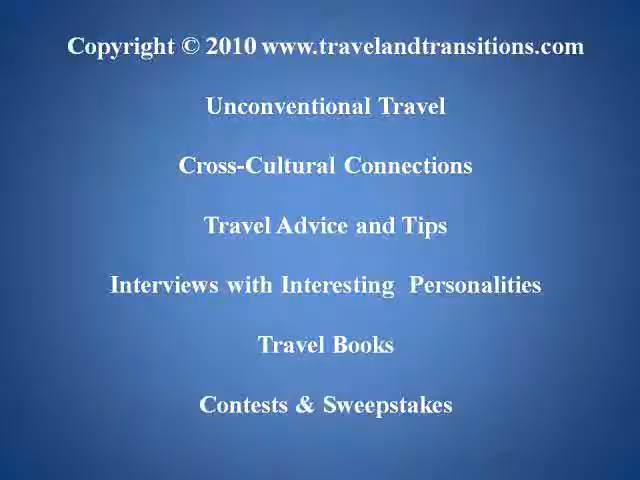 Copyright © 2010 www.travelandtransitions.com
Unconventional Travel
Cross-Cultural Connections
Travel Advice and Tips
Interviews with Interesting  Personalities
Travel Books
Contests & Sweepstakes